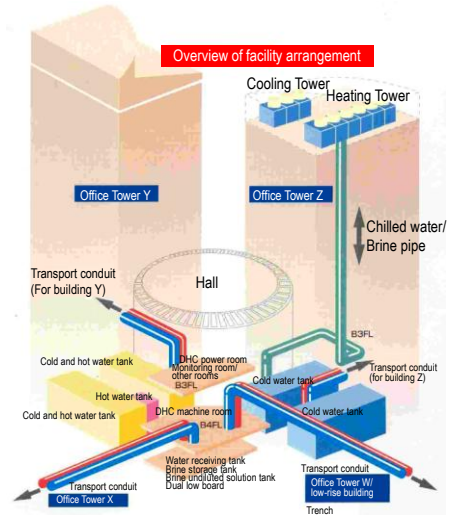 Overview of facility arrangement
Cooling Tower
Heating Tower
Office Tower Y
Office Tower Z
Chilled water/
Brine pipe
Transport conduit
(For building Y)
Hall
B3FL
DHC power room
Monitoring room/
other rooms
B3FL
Cold and hot water tank
Cold water tank
Transport conduit
(for building Z)
Hot water tank
Cold and hot water tank
DHC machine room
B4FL
Cold water tank
Water receiving tank
Brine storage tank
Brine undiluted solution tank
Dual low board
Transport conduit
Office Tower X
Transport conduit
Office Tower W/
low-rise building
Trench